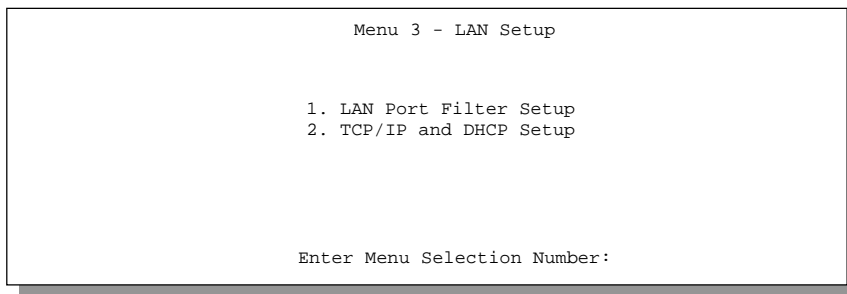 Menu 3 - LAN Setup
1. LAN Port Filter Setup
2. TCP/IP and DHCP Setup
Enter Menu Selection Number: